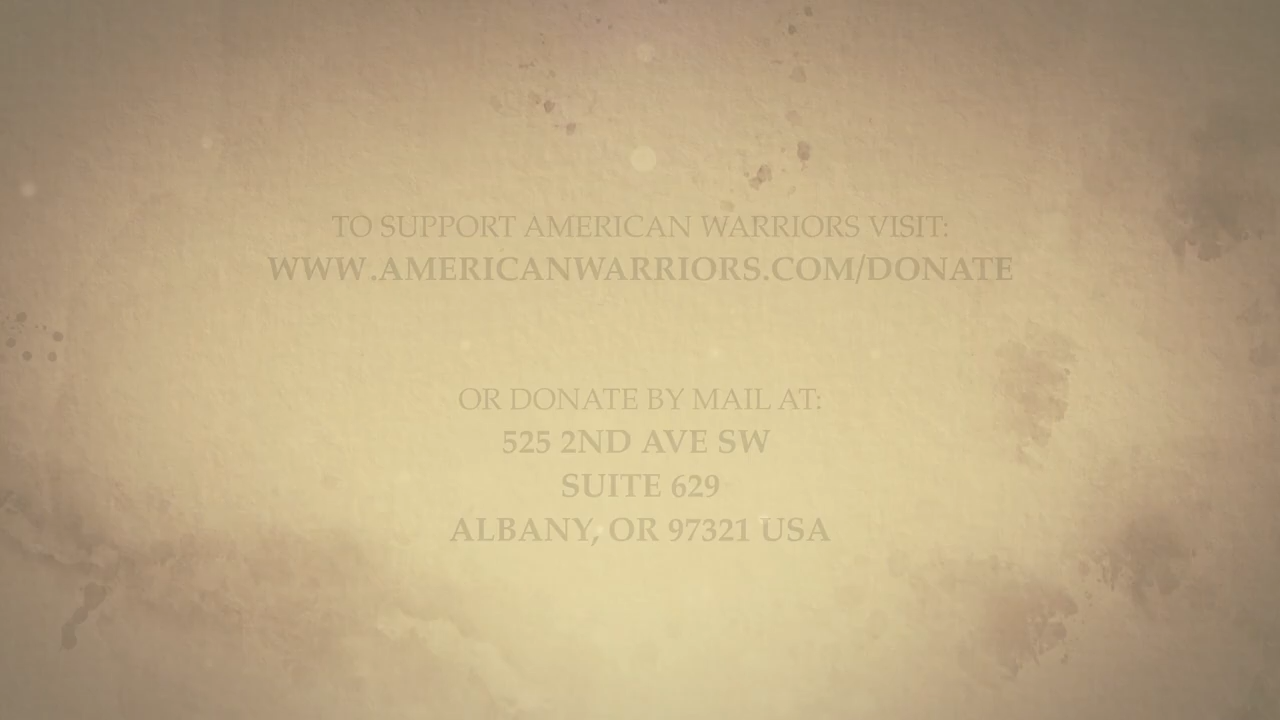 TO SUPPORT AMERICAN WARRIORS VISIT:
WWW.AMERICANWARRIORS.COM/DONATE
OR DONATE BY MAIL AT:
525 2ND AVE SW
SUITE 629
ALBANY, OR 97321 USA